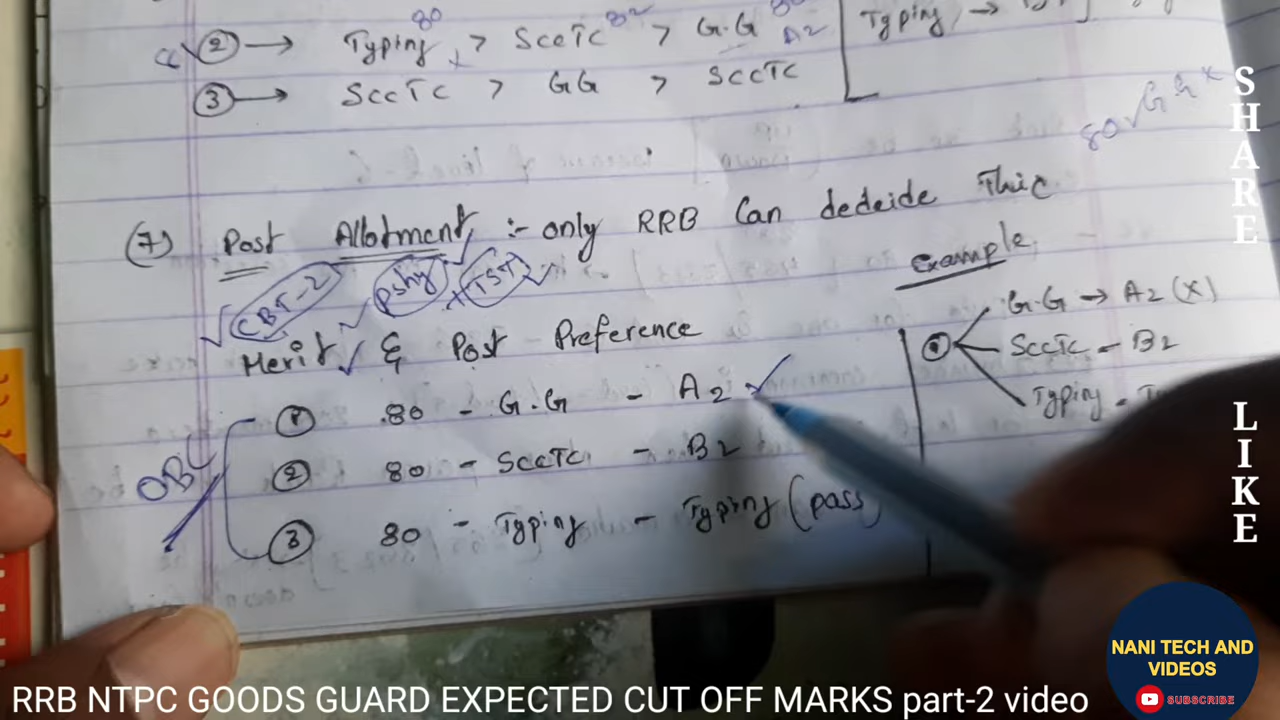 80 82
② → Typing > SccTC > G.G A2
Typing →
③ → SccTC > GG > SccTC
80 √ G G x
(7) Post Allotment :- only RRB Can dedeide This
CBT-2 Pshy + TST
Example
Merit & Post Preference
G.G → A2 (X)
SccTC - B2
Typing -
① 80 - G.G - A2
② 80 - SccTC - B2
③ 80 - Typing - Typing (pass)
OBC
SHARE
LIKE
NANI TECH AND
VIDEOS
SUBSCRIBE
RRB NTPC GOODS GUARD EXPECTED CUT OFF MARKS part-2 video